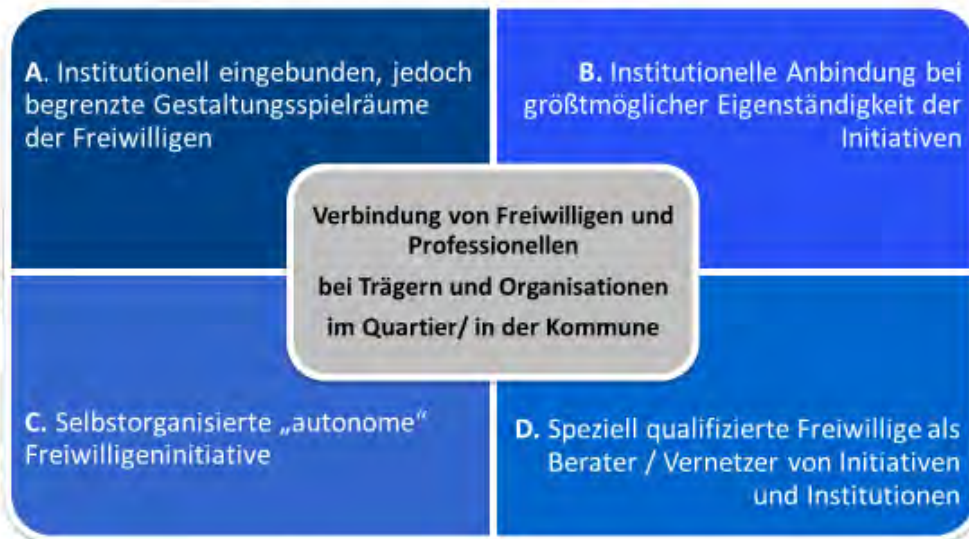 A. Institutionell eingebunden, jedoch
begrenzte Gestaltungsspielräume
der Freiwilligen
B. Institutionelle Anbindung bei
größtmöglicher Eigenständigkeit der
Initiativen
Verbindung von Freiwilligen und
Professionellen
bei Trägern und Organisationen
im Quartier/ in der Kommune
C. Selbstorganisierte „autonome“
Freiwilligeninitiative
D. Speziell qualifizierte Freiwillige als
Berater / Vernetzer von Initiativen
und Institutionen